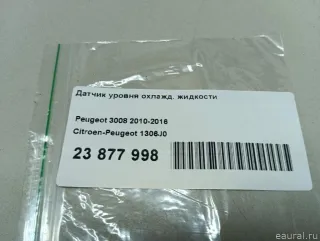 Датчик уровня охлажд. жидкости
Peugeot 3008 2010-2016
Citroen-Peugeot 1306J0
23 877 998
eaural.ru